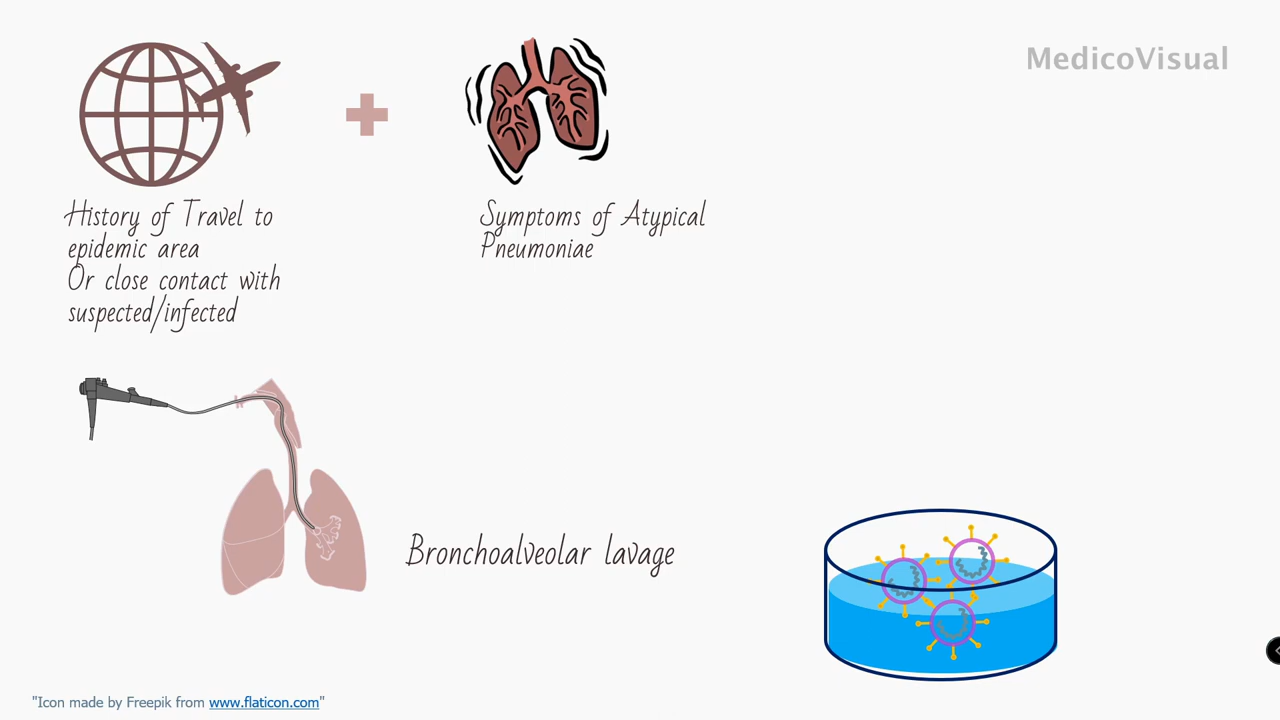 MedicoVisual
History of Travel to
epidemic area
Or close contact with
suspected/infected
Symptoms of Atypical
Pneumoniae
Bronchoalveolar lavage
"Icon made by Freepik from www.flaticon.com"